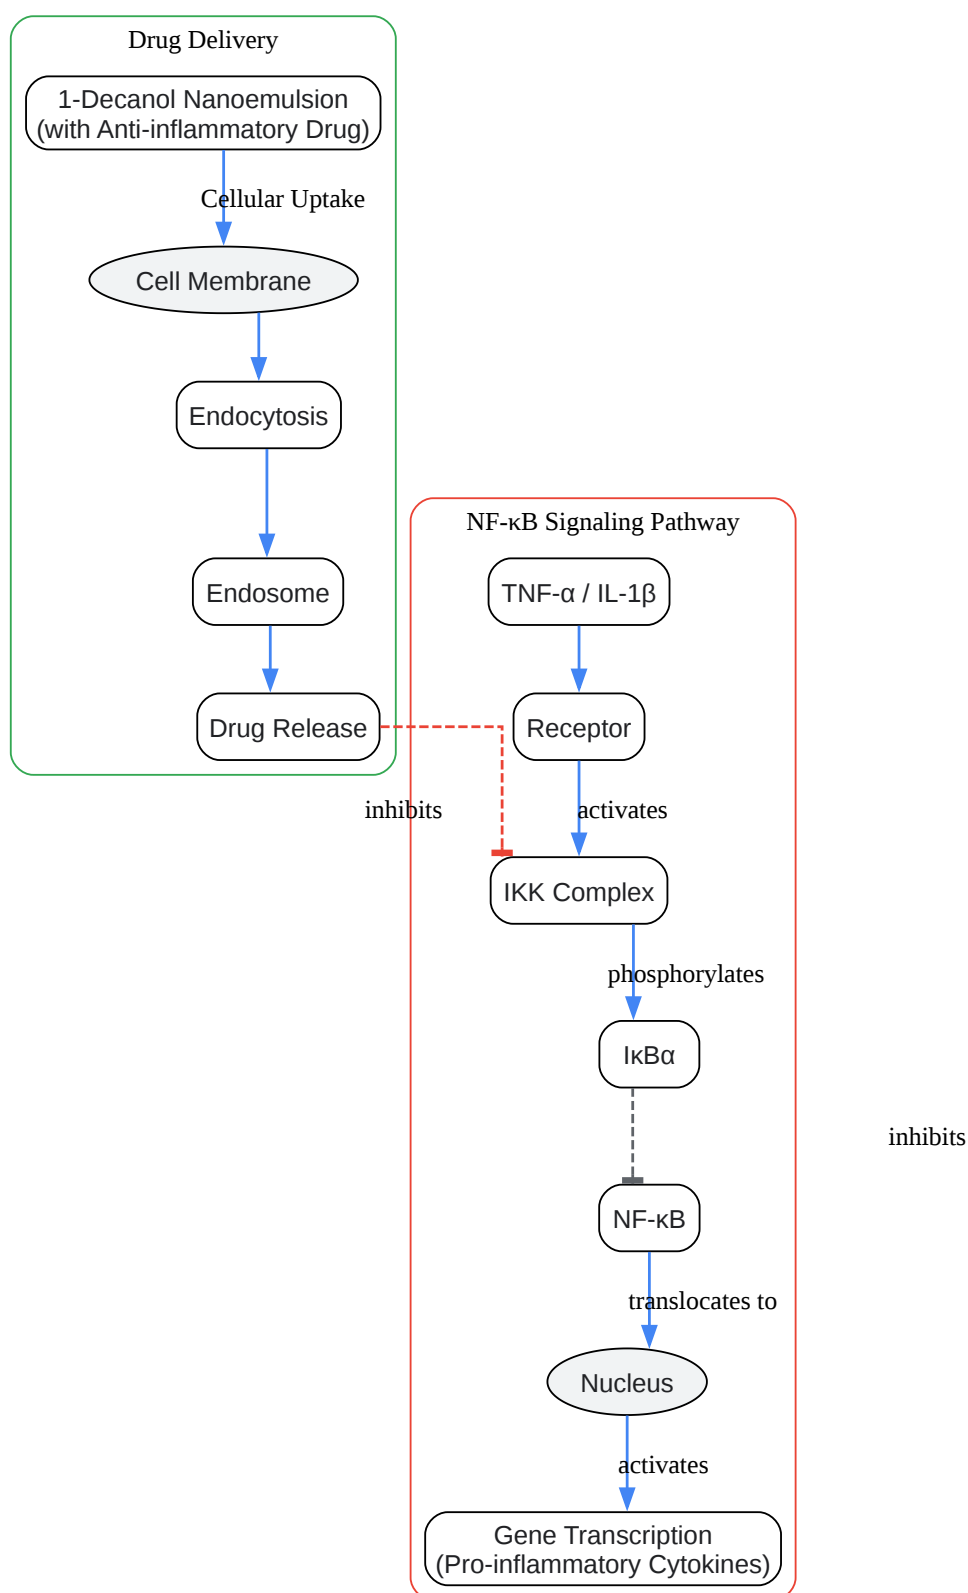 Drug Delivery
1-Decanol Nanoemulsion
(with Anti-inflammatory Drug)
Cellular Uptake
Cell Membrane
Endocytosis
Endosome
Drug Release
inhibits
NF-κB Signaling Pathway
TNF-α / IL-1β
Receptor
activates
IKK Complex
phosphorylates
IκBα
inhibits
NF-κB
translocates to
Nucleus
activates
Gene Transcription
(Pro-inflammatory Cytokines)